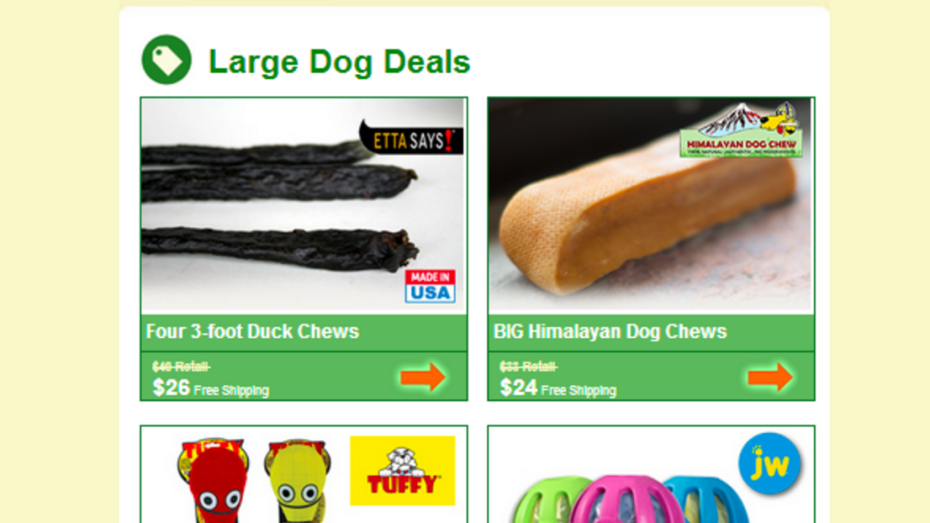 Large Dog Deals
ETTA SAYS!
HIMALAYAN DOG CHEW
MADE IN
USA
Four 3-foot Duck Chews
BIG Himalayan Dog Chews
$40 Retail
$26 Free Shipping
$33 Retail
$24 Free Shipping
TUFFY
jw